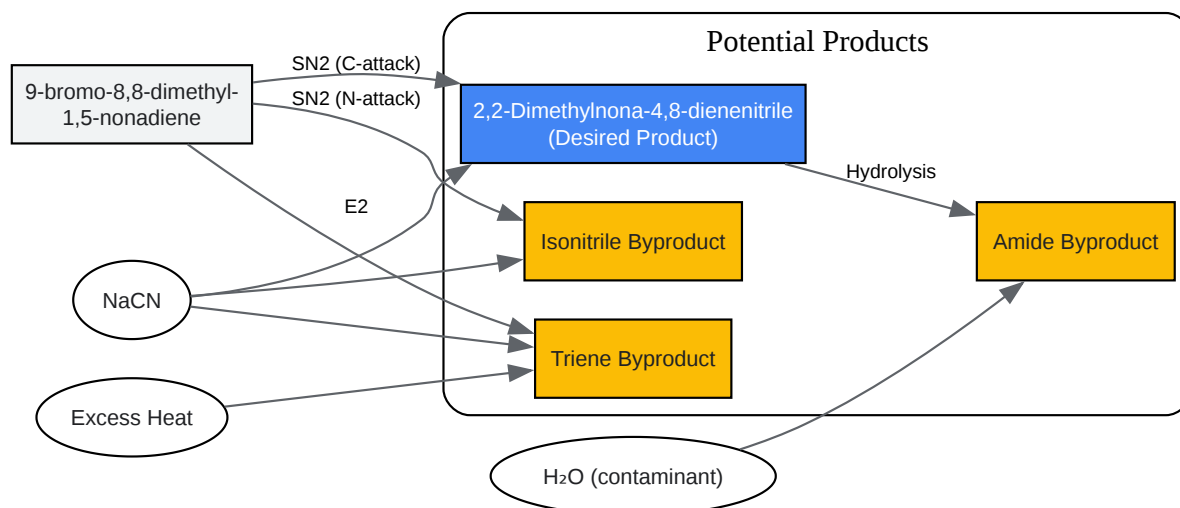 Potential Products
SN2 (C-attack)
9-bromo-8,8-dimethyl-
1,5-nonadiene
SN2 (N-attack)
2,2-Dimethylnona-4,8-dienenitrile
(Desired Product)
Hydrolysis
E2
Isonitrile Byproduct
Amide Byproduct
NaCN
Triene Byproduct
Excess Heat
H₂O (contaminant)